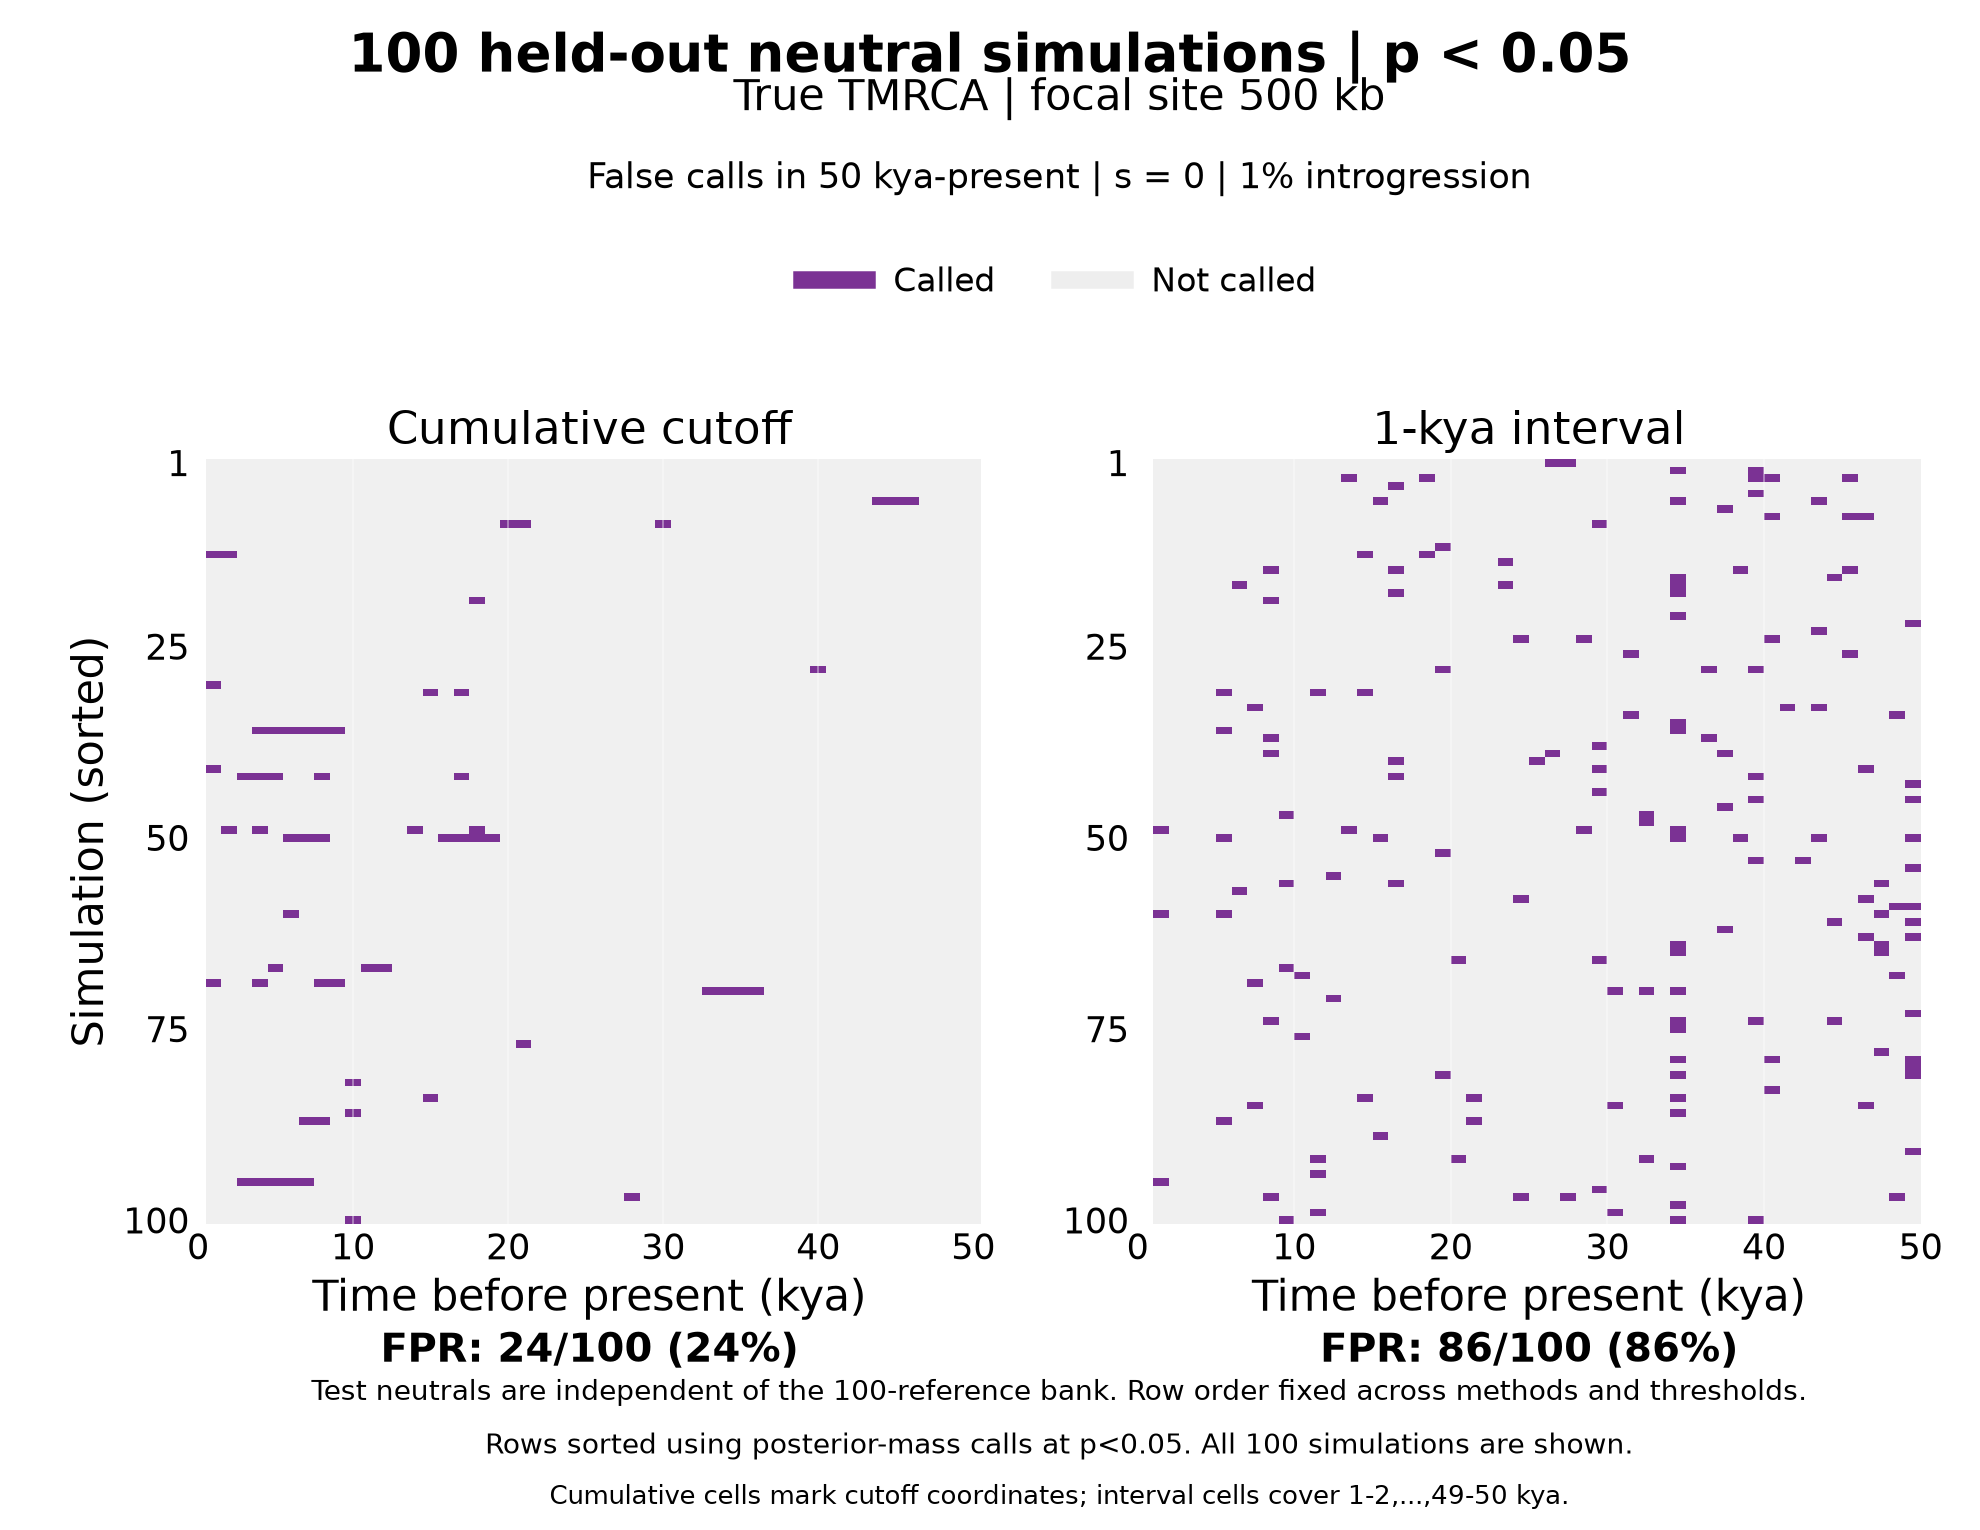 100 held-out neutral simulations | p < 0.05
True TMRCA | focal site 500 kb
False calls in 50 kya-present | s = 0 | 1% introgression
Called Not called
Cumulative cutoff
1
25
50
75
100
0 10 20 30 40 50
Simulation (sorted)
Time before present (kya)
FPR: 24/100 (24%)
1-kya interval
1
25
50
75
100
0 10 20 30 40 50
Time before present (kya)
FPR: 86/100 (86%)
Test neutrals are independent of the 100-reference bank. Row order fixed across methods and thresholds.
Rows sorted using posterior-mass calls at p<0.05. All 100 simulations are shown.
Cumulative cells mark cutoff coordinates; interval cells cover 1-2,...,49-50 kya.